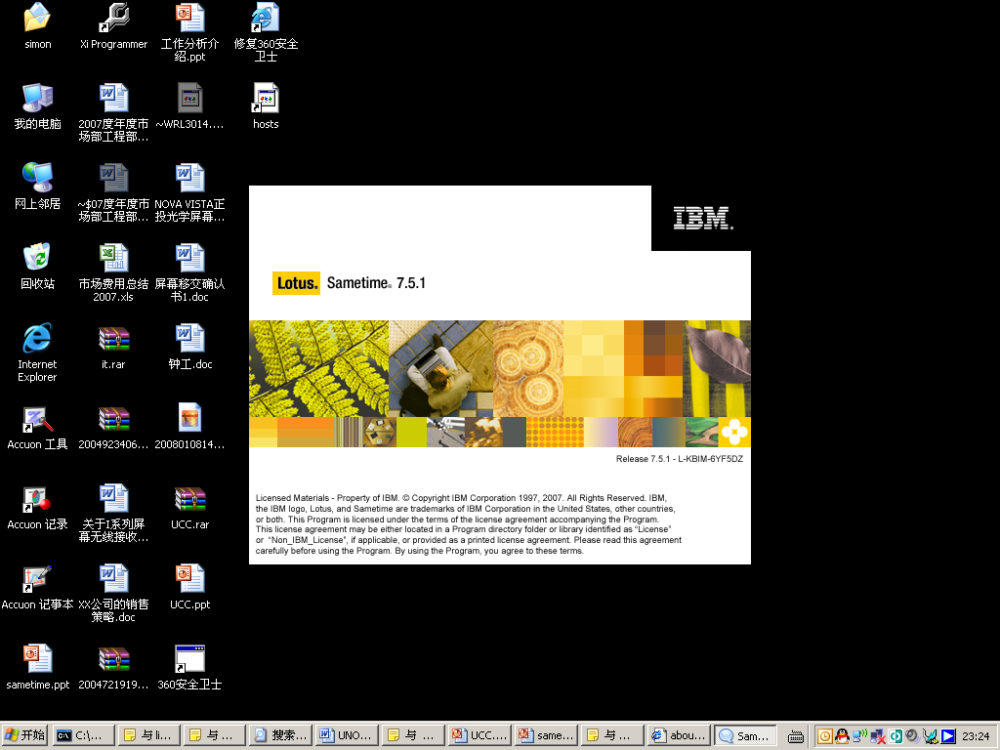 simon
Xi Programmer
工作分析介
绍.ppt
修复360安全
卫士
我的电脑
2007度年度市
场部工程部...
~WRL3014....
hosts
网上邻居
~$07度年度市
场部工程部...
NOVA VISTA正
投光学屏幕...
回收站
市场费用总结
2007.xls
屏幕移交确认
书1.doc
Internet
Explorer
it.rar
钟工.doc
Accuon 工具
2004923406...
2008010814...
Accuon 记录
关于I系列屏
幕无线接收...
UCC.rar
Accuon 记事本
XX公司的销售
策略.doc
UCC.ppt
sametime.ppt
2004721919...
360安全卫士
IBM.
Lotus. Sametime® 7.5.1
Release 7.5.1 - L-KBIM-6YF5DZ
Licensed Materials - Property of IBM. © Copyright IBM Corporation 1997, 2007. All Rights Reserved. IBM,
the IBM logo, Lotus, and Sametime are trademarks of IBM Corporation in the United States, other countries,
or both. This Program is licensed under the terms of the license agreement accompanying the Program.
This license agreement may be either located in a Program directory folder or library identified as “License”
or “Non_IBM_License”, if applicable, or provided as a printed license agreement. Please read this agreement
carefully before using the Program. By using the Program, you agree to these terms.
开始 C:\... 与li... 与 ... 搜索... UNO... 与 ... UCC.... same... 与 ... abou... Sam... 23:24